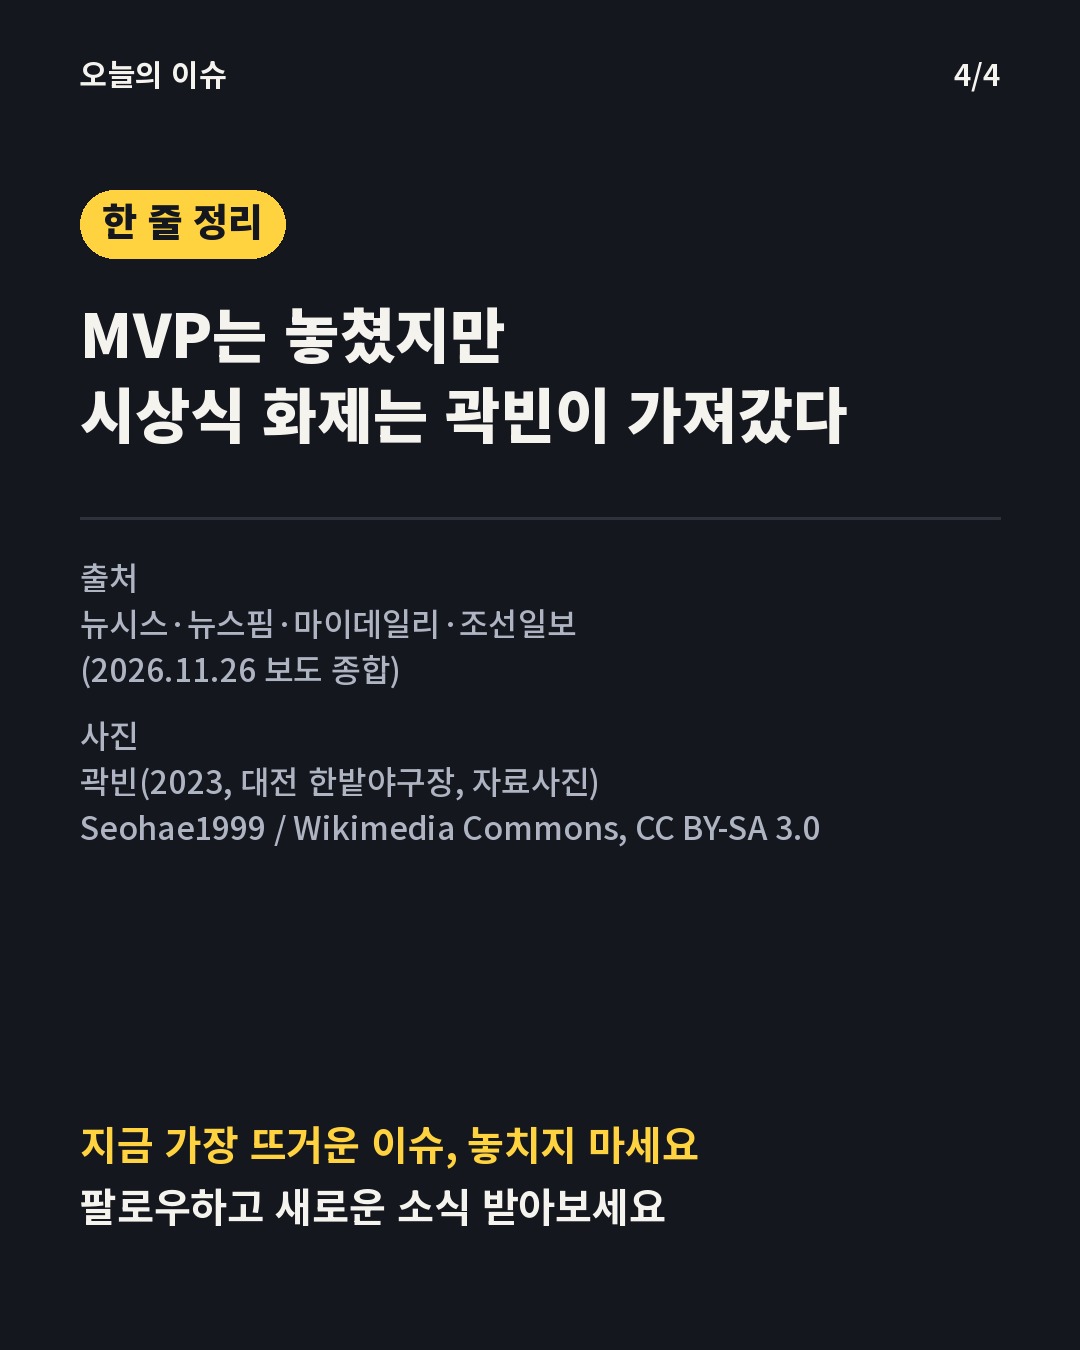 오늘의 이슈
4/4
한 줄 정리
MVP는 놓쳤지만
시상식 화제는 곽빈이 가져갔다
출처
뉴시스·뉴스핌·마이데일리·조선일보
(2026.11.26 보도 종합)
사진
곽빈(2023, 대전 한밭야구장, 자료사진)
Seohae1999 / Wikimedia Commons, CC BY-SA 3.0
지금 가장 뜨거운 이슈, 놓치지 마세요
팔로우하고 새로운 소식 받아보세요